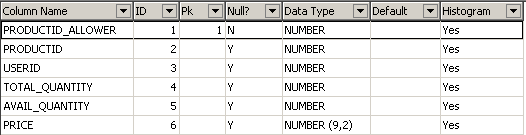 Column Name ID Pk Null? Data Type Default Histogram
PRODUCTID_ALLOWER 1 1 N NUMBER Yes
PRODUCTID 2 Y NUMBER Yes
USERID 3 Y NUMBER Yes
TOTAL_QUANTITY 4 Y NUMBER Yes
AVAIL_QUANTITY 5 Y NUMBER Yes
PRICE 6 Y NUMBER (9,2) Yes